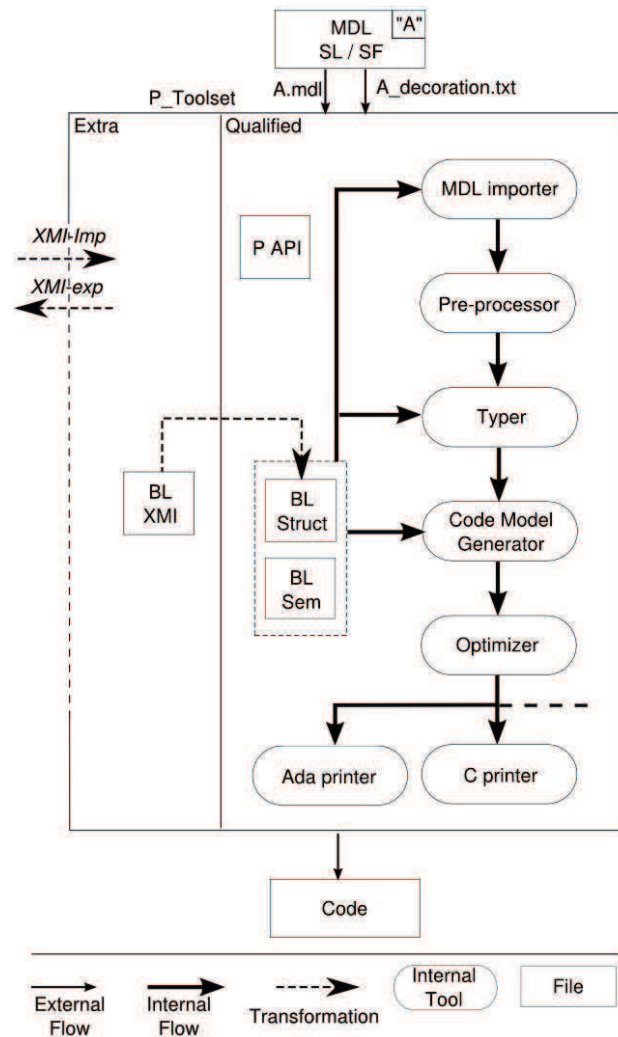 MDL
"A"
SL / SF
A.mdl
A_decoration.txt
P_Toolset
Extra
Qualified
MDL importer
XMI-Imp
P API
XMI-exp
Pre-processor
Typer
BL
XMI
BL
Struct
Code Model
Generator
BL
Sem
Optimizer
Ada printer
C printer
Code
External
Flow
Internal
Flow
Transformation
Internal
Tool
File